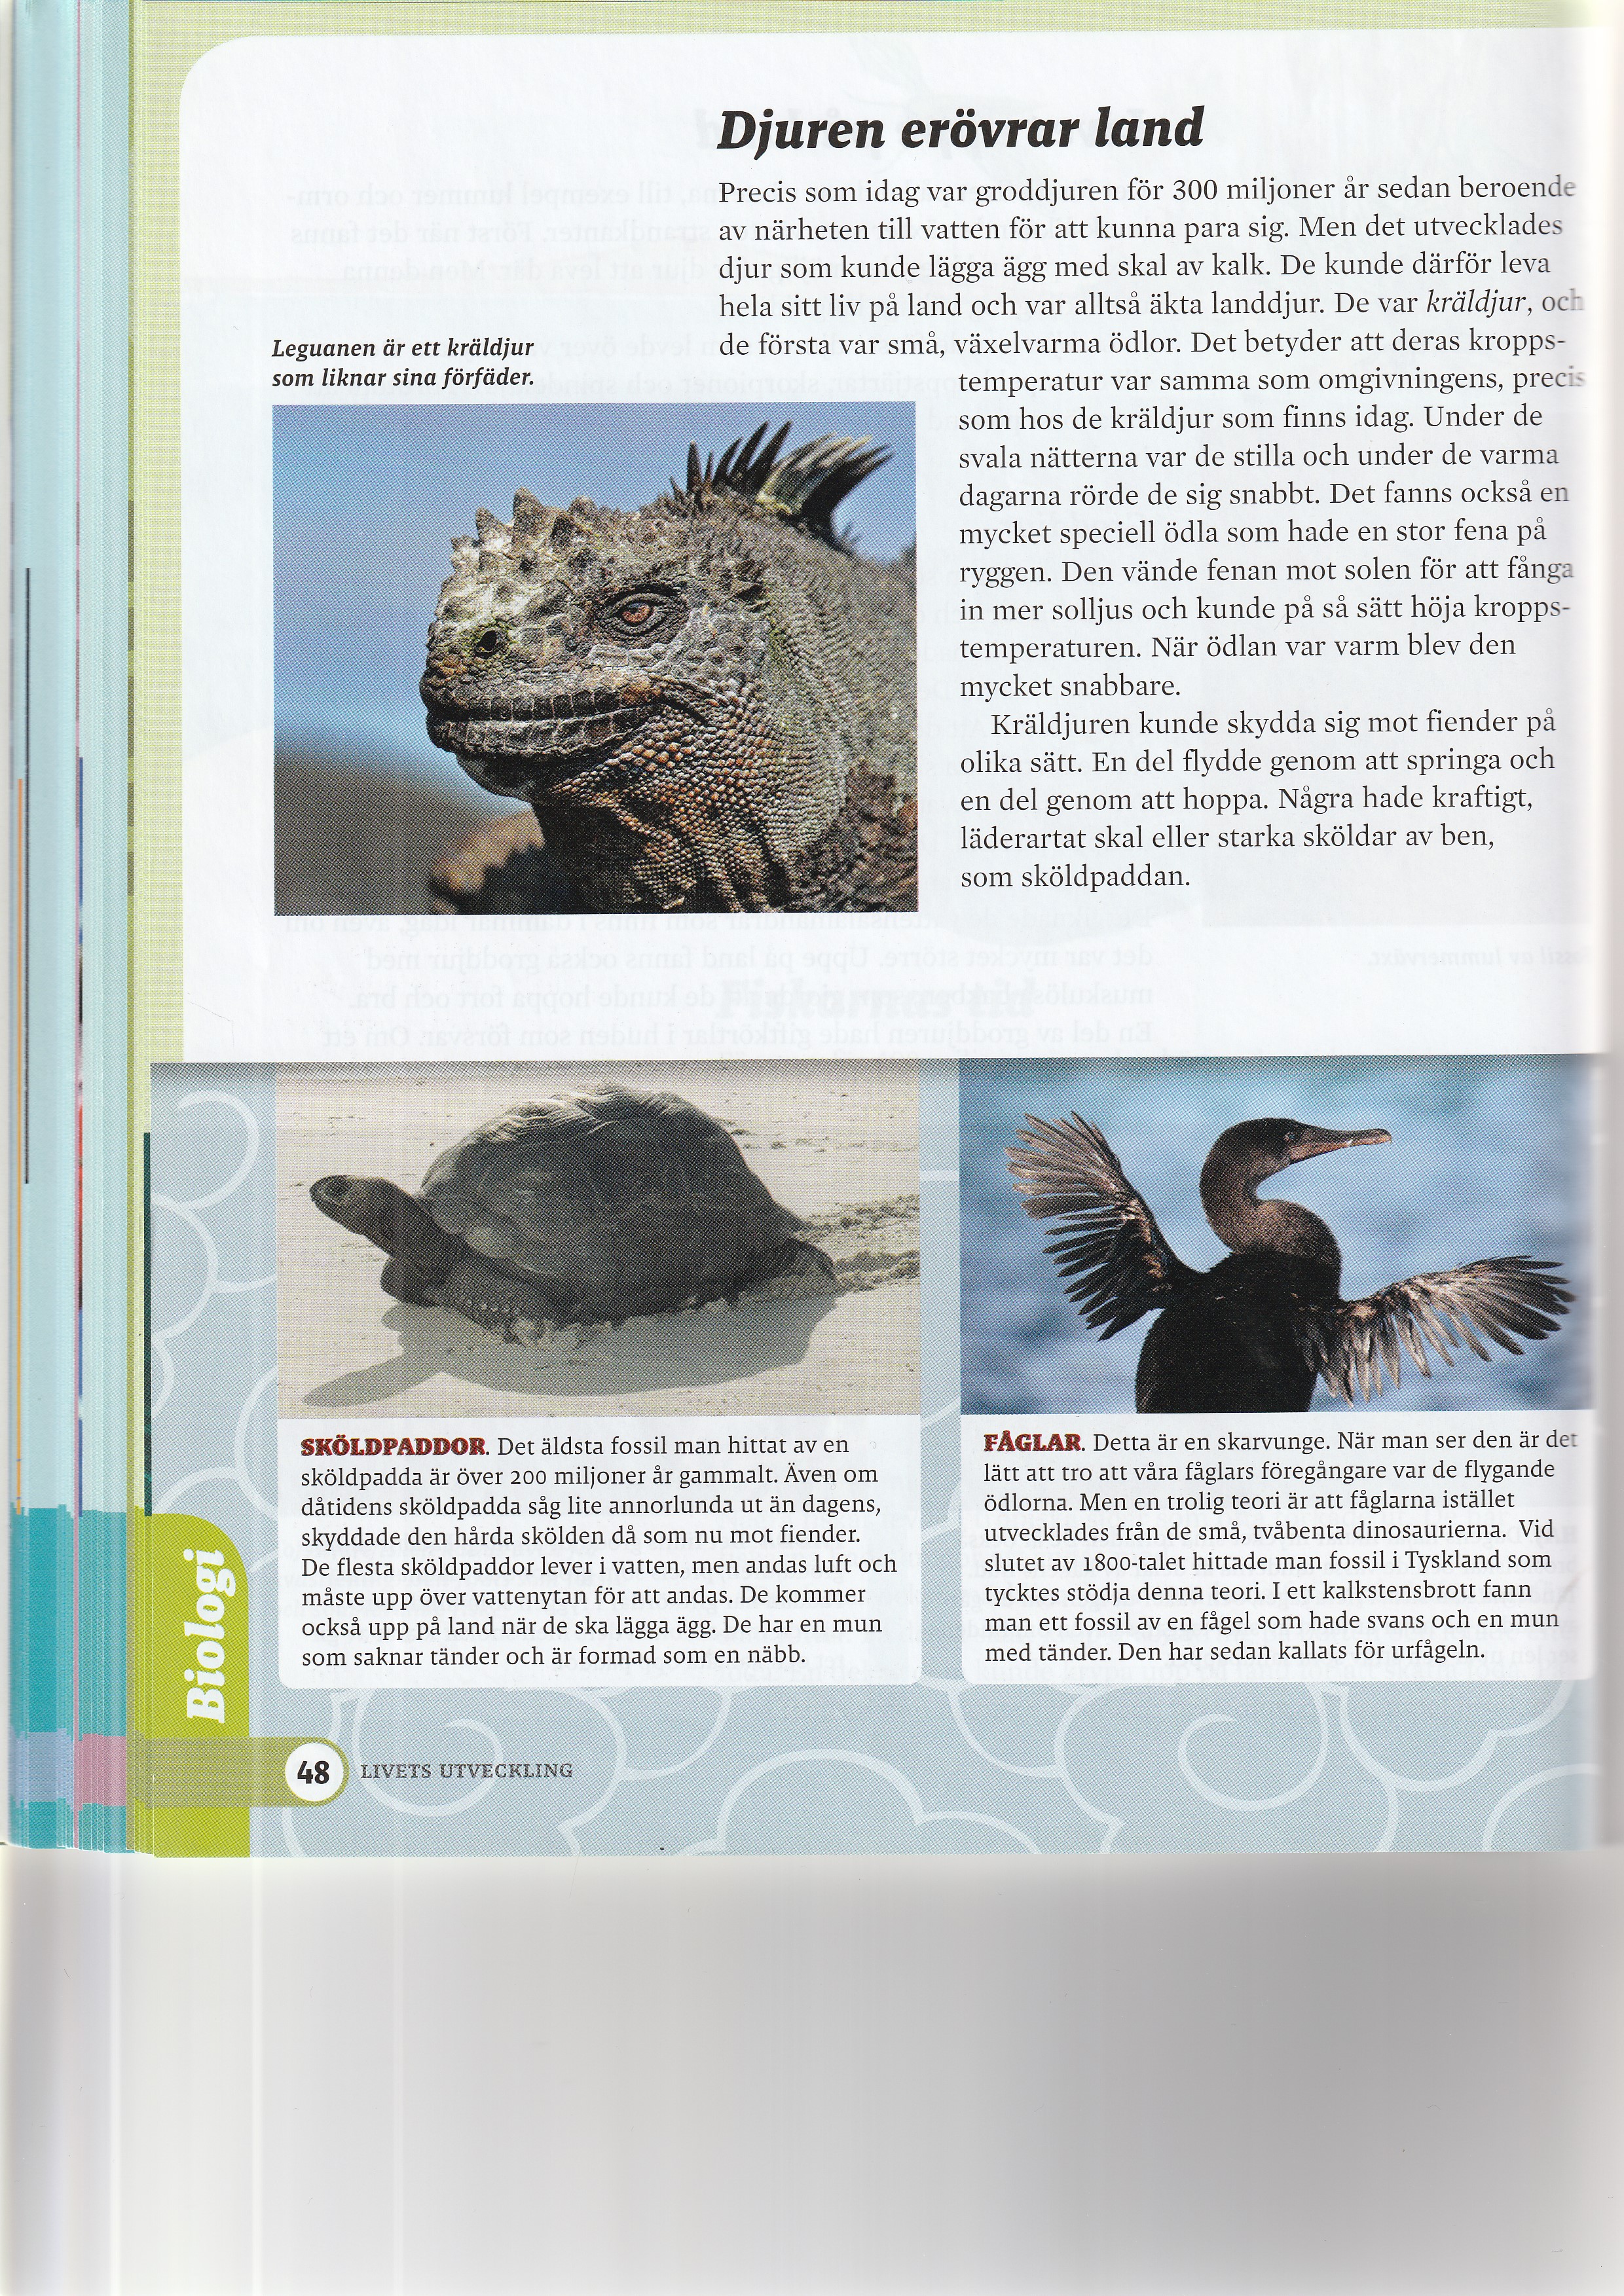 Djuren erövrar land
Precis som idag var groddjuren för 300 miljoner år sedan beroende
av närheten till vatten för att kunna para sig. Men det utvecklades
djur som kunde lägga ägg med skal av kalk. De kunde därför leva
hela sitt liv på land och var alltså äkta landdjur. De var kräldjur, och
de första var små, växelvarma ödlor. Det betyder att deras kropps-
temperatur var samma som omgivningens, precis
som hos de kräldjur som finns idag. Under de
svala nätterna var de stilla och under de varma
dagarna rörde de sig snabbt. Det fanns också en
mycket speciell ödla som hade en stor fena på
ryggen. Den vände fenan mot solen för att fånga
in mer solljus och kunde på så sätt höja kropps-
temperaturen. När ödlan var varm blev den
mycket snabbare.
Kräldjuren kunde skydda sig mot fiender på
olika sätt. En del flydde genom att springa och
en del genom att hoppa. Några hade kraftigt,
läderartat skal eller starka sköldar av ben,
som sköldpaddan.
Leguanen är ett kräldjur
som liknar sina förfäder.
SKÖLDPADDOR. Det äldsta fossil man hittat av en
sköldpadda är över 200 miljoner år gammalt. Även om
dåtidens sköldpadda såg lite annorlunda ut än dagens,
skyddade den hårda skölden då som nu mot fiender.
De flesta sköldpaddor lever i vatten, men andas luft och
måste upp över vattenytan för att andas. De kommer
också upp på land när de ska lägga ägg. De har en mun
som saknar tänder och är formad som en näbb.
FÅGLAR. Detta är en skarvunge. När man ser den är det
lätt att tro att våra fåglars föregångare var de flygande
ödlorna. Men en trolig teori är att fåglarna istället
utvecklades från de små, tvåbenta dinosaurierna. Vid
slutet av 1800-talet hittade man fossil i Tyskland som
tycktes stödja denna teori. I ett kalkstensbrott fann
man ett fossil av en fågel som hade svans och en mun
med tänder. Den har sedan kallats för urfågeln.
Biologi
48 LIVETS UTVECKLING